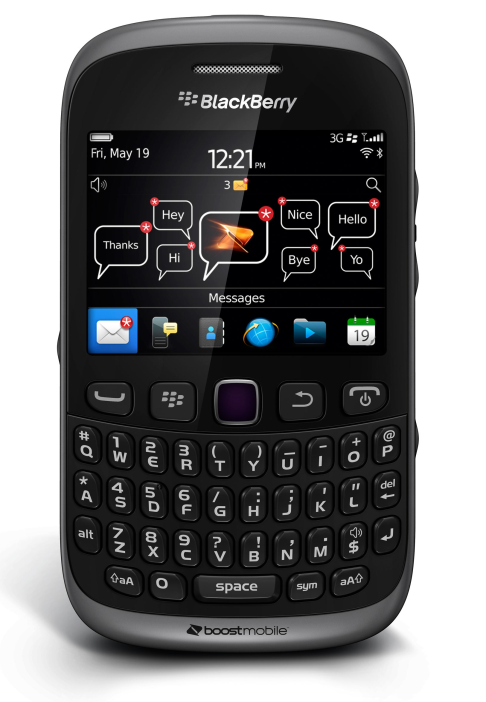 BlackBerry
3G
Fri, May 19
12:21 PM
3
Hey
Nice
Hello
Thanks
Hi
Bye
Yo
Messages
19
# Q 1 W 2 E 3 R ( T ) Y _ U - I + O @ P
* A 4 S 5 D 6 F / G : H ; J ' K " L del
alt 7 Z 8 X 9 C ? V ! B , N . M $
aA 0 space sym aA
boostmobile